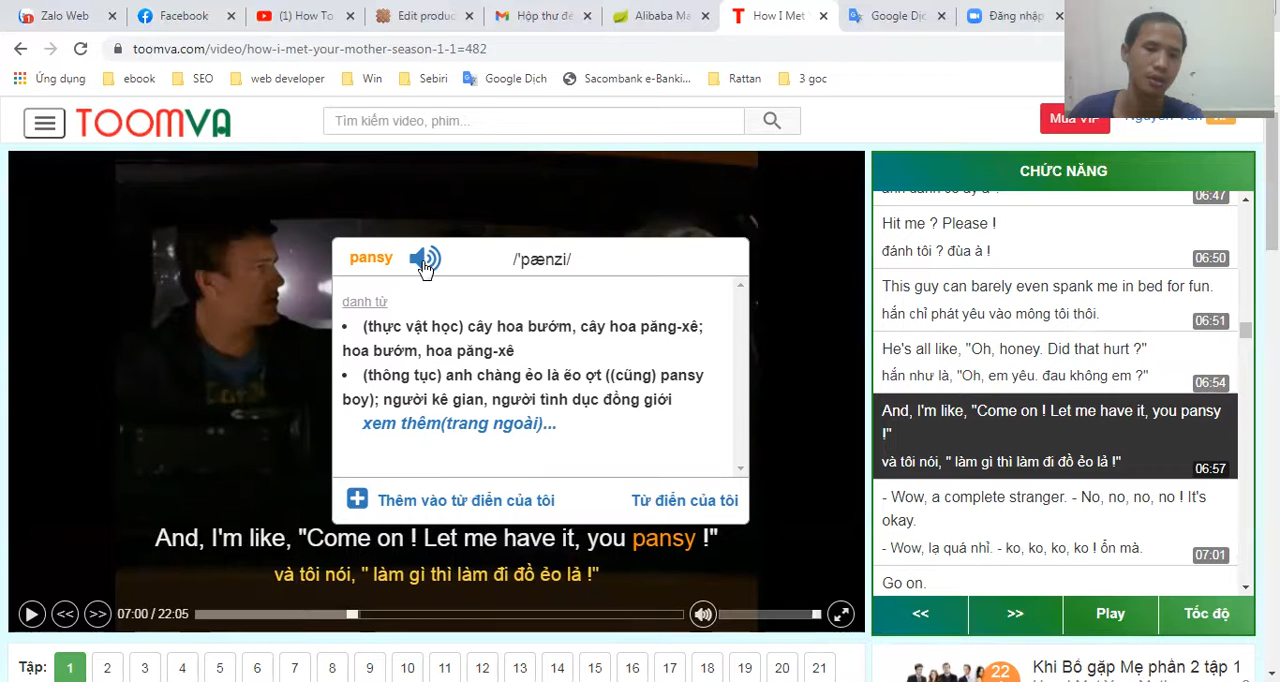 Zalo Web
Facebook
(1) How To
Edit produc
Hộp thư đế
Alibaba Ma
How I Met
Google Dịc
Đăng nhập
toomva.com/video/how-i-met-your-mother-season-1-1=482
Ứng dụng
ebook
SEO
web developer
Win
Sebiri
Google Dịch
Sacombank e-Banki...
Rattan
3 goc
TOOMVA
Tìm kiếm video, phim...
Mua VIP
pansy
/'pænzi/
danh từ
• (thực vật học) cây hoa bướm, cây hoa păng-xê;
hoa bướm, hoa păng-xê
• (thông tục) anh chàng ẻo là ẽo ợt ((cũng) pansy
boy); người kê gian, người tình dục đồng giới
xem thêm(trang ngoài)...
Thêm vào từ điển của tôi
Từ điển của tôi
And, I'm like, "Come on ! Let me have it, you pansy !"
và tôi nói, " làm gì thì làm đi đồ ẻo lả !"
07:00 / 22:05
Tập:
1
2
3
4
5
6
7
8
9
10
11
12
13
14
15
16
17
18
19
20
21
CHỨC NĂNG
06:47
Hit me ? Please !
đánh tôi ? đùa à !
06:50
This guy can barely even spank me in bed for fun.
hắn chỉ phát yêu vào mông tôi thôi.
06:51
He's all like, "Oh, honey. Did that hurt ?"
hắn như là, "Oh, em yêu. đau không em ?"
06:54
And, I'm like, "Come on ! Let me have it, you pansy
!"
và tôi nói, " làm gì thì làm đi đồ ẻo lả !"
06:57
- Wow, a complete stranger. - No, no, no, no ! It's
okay.
- Wow, lạ quá nhỉ. - ko, ko, ko, ko ! ổn mà.
07:01
Go on.
<<
>>
Play
Tốc độ
22
Khi Bố gặp Mẹ phần 2 tập 1